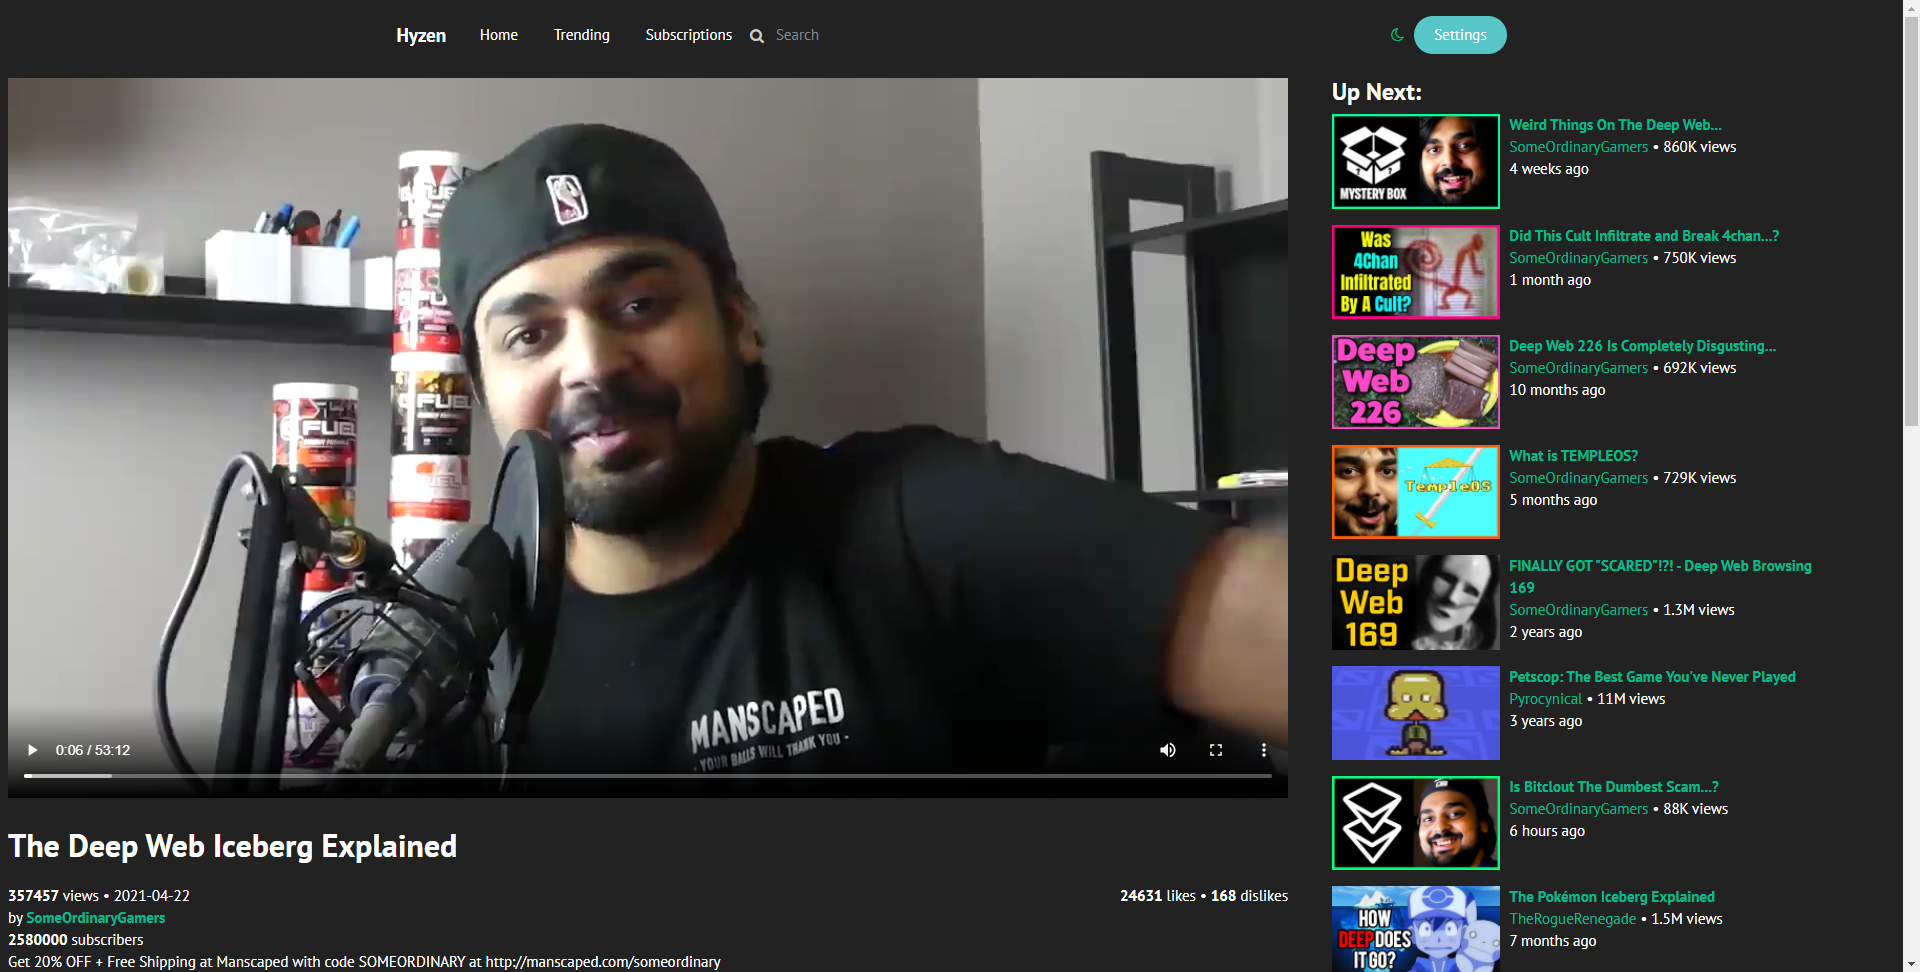 Hyzen
Home
Trending
Subscriptions
Search
Settings
G FUEL
G FUEL
MANSCAPED
- YOUR BALLS WILL THANK YOU -
0:06 / 53:12
The Deep Web Iceberg Explained
357457 views • 2021-04-22
24631 likes • 168 dislikes
by SomeOrdinaryGamers
2580000 subscribers
Get 20% OFF + Free Shipping at Manscaped with code SOMEORDINARY at http://manscaped.com/someordinary
Up Next:
MYSTERY BOX
Weird Things On The Deep Web...
SomeOrdinaryGamers • 860K views
4 weeks ago
Was
4Chan
Infiltrated
By A Cult?
Did This Cult Infiltrate and Break 4chan...?
SomeOrdinaryGamers • 750K views
1 month ago
Deep
Web
226
Deep Web 226 Is Completely Disgusting...
SomeOrdinaryGamers • 692K views
10 months ago
TempleOS
What is TEMPLEOS?
SomeOrdinaryGamers • 729K views
5 months ago
Deep
Web
169
FINALLY GOT "SCARED"!?! - Deep Web Browsing
169
SomeOrdinaryGamers • 1.3M views
2 years ago
Petscop: The Best Game You've Never Played
Pyrocynical • 11M views
3 years ago
Is Bitclout The Dumbest Scam...?
SomeOrdinaryGamers • 88K views
6 hours ago
HOW
DEEP DOES
IT GO?
The Pokémon Iceberg Explained
TheRogueRenegade • 1.5M views
7 months ago